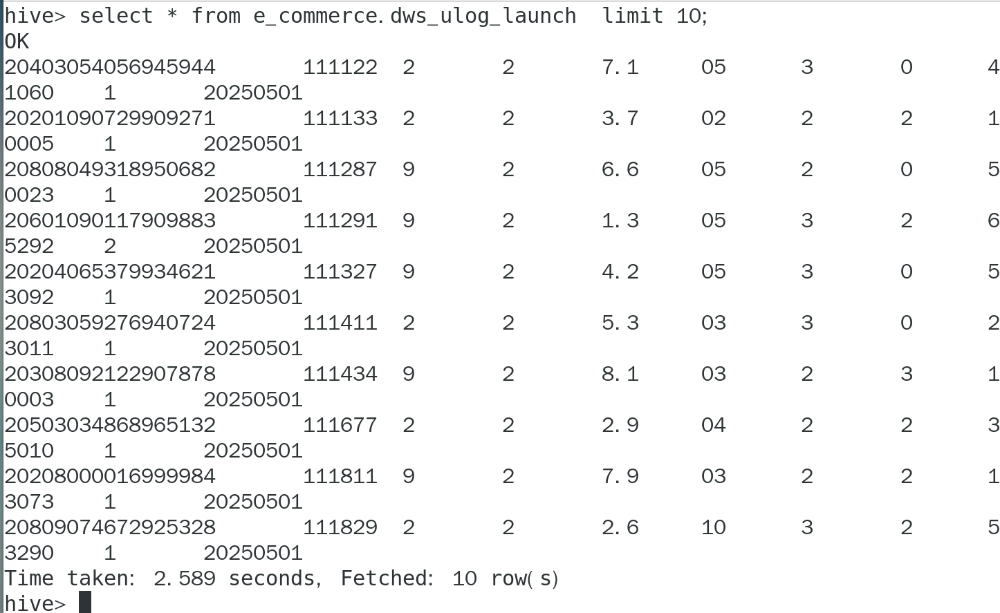 hive> select * from e_commerce.dws_ulog_launch  limit 10;
OK
20403054056945944 111122 2 2 7.1 05 3 0 4
1060 1 20250501
20201090729909271 111133 2 2 3.7 02 2 2 1
0005 1 20250501
20808049318950682 111287 9 2 6.6 05 2 0 5
0023 1 20250501
20601090117909883 111291 9 2 1.3 05 3 2 6
5292 2 20250501
20204065379934621 111327 9 2 4.2 05 3 0 5
3092 1 20250501
20803059276940724 111411 2 2 5.3 03 3 0 2
3011 1 20250501
20308092122907878 111434 9 2 8.1 03 2 3 1
0003 1 20250501
20503034868965132 111677 2 2 2.9 04 2 2 3
5010 1 20250501
20208000016999984 111811 9 2 7.9 03 2 2 1
3073 1 20250501
20809074672925328 111829 2 2 2.6 10 3 2 5
3290 1 20250501
Time taken: 2.589 seconds, Fetched: 10 row(s)
hive>